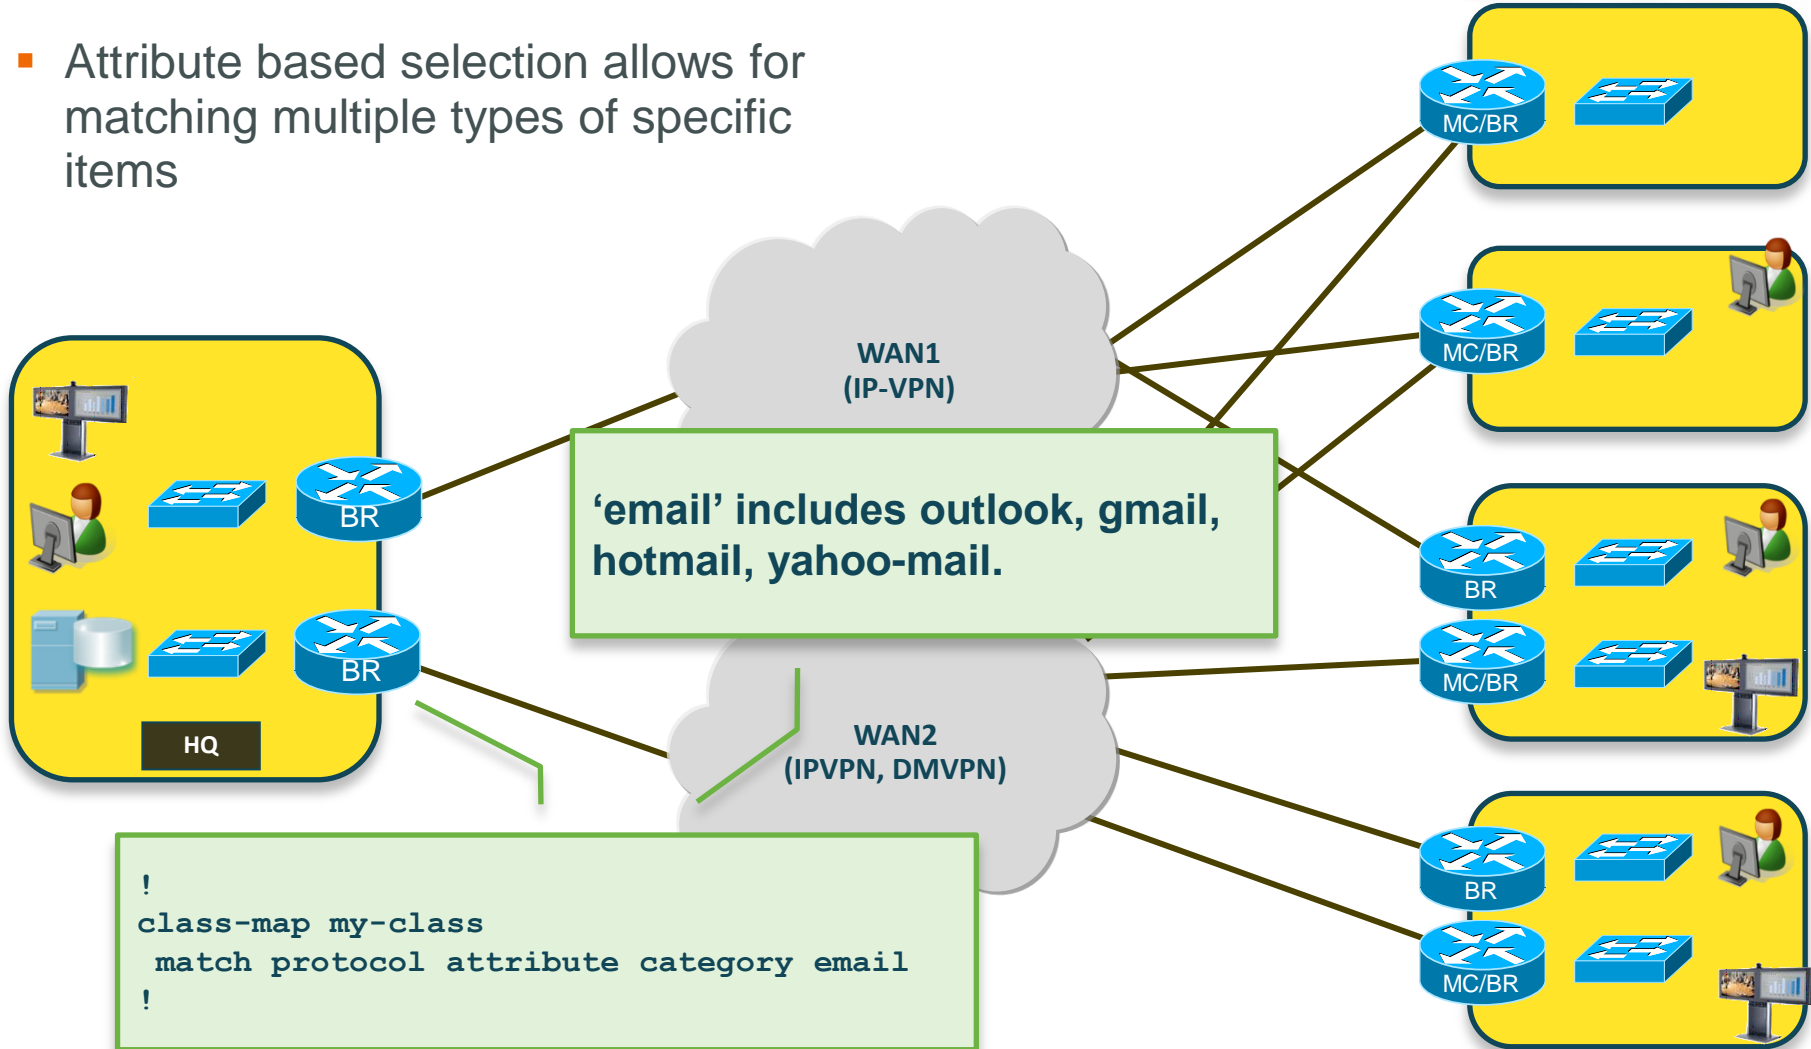 ▪ Attribute based selection allows for
matching multiple types of specific
items
MC/BR
WAN1
(IP-VPN)
MC/BR
BR
‘email’ includes outlook, gmail,
hotmail, yahoo-mail.
BR
BR
MC/BR
HQ
WAN2
(IPVPN, DMVPN)
!
class-map my-class
match protocol attribute category email
!
BR
MC/BR